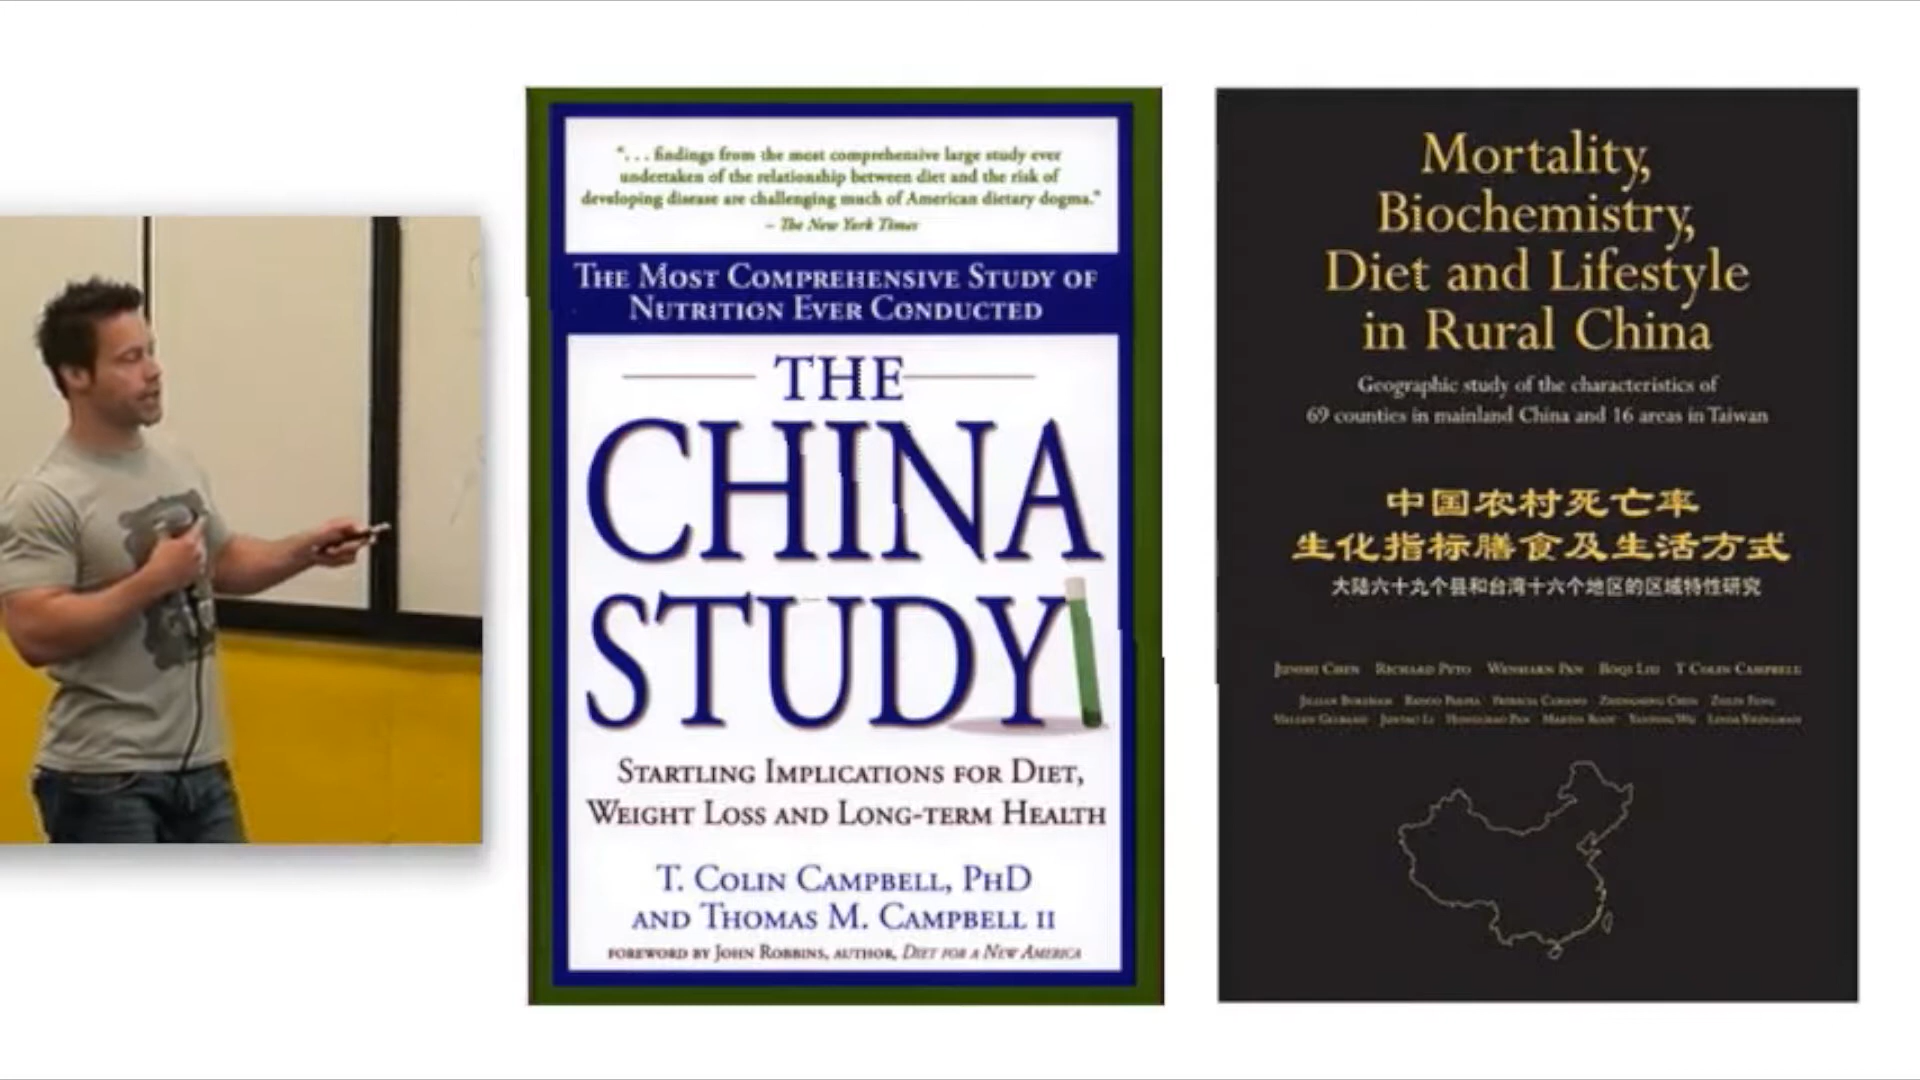 “. . . findings from the most comprehensive large study ever
undertaken of the relationship between diet and the risk of
developing disease are challenging much of American dietary dogma.”
– The New York Times
THE MOST COMPREHENSIVE STUDY OF
NUTRITION EVER CONDUCTED
THE
CHINA
STUDY
STARTLING IMPLICATIONS FOR DIET,
WEIGHT LOSS AND LONG-TERM HEALTH
T. COLIN CAMPBELL, PHD
AND THOMAS M. CAMPBELL II
FOREWORD BY JOHN ROBBINS, AUTHOR, DIET FOR A NEW AMERICA
Mortality,
Biochemistry,
Diet and Lifestyle
in Rural China
Geographic study of the characteristics of
69 counties in mainland China and 16 areas in Taiwan
中国农村死亡率
生化指标膳食及生活方式
大陆六十九个县和台湾十六个地区的区域特性研究
JUNSHI CHEN RICHARD PETO WENHARN PAN BOQI LIU T COLIN CAMPBELL